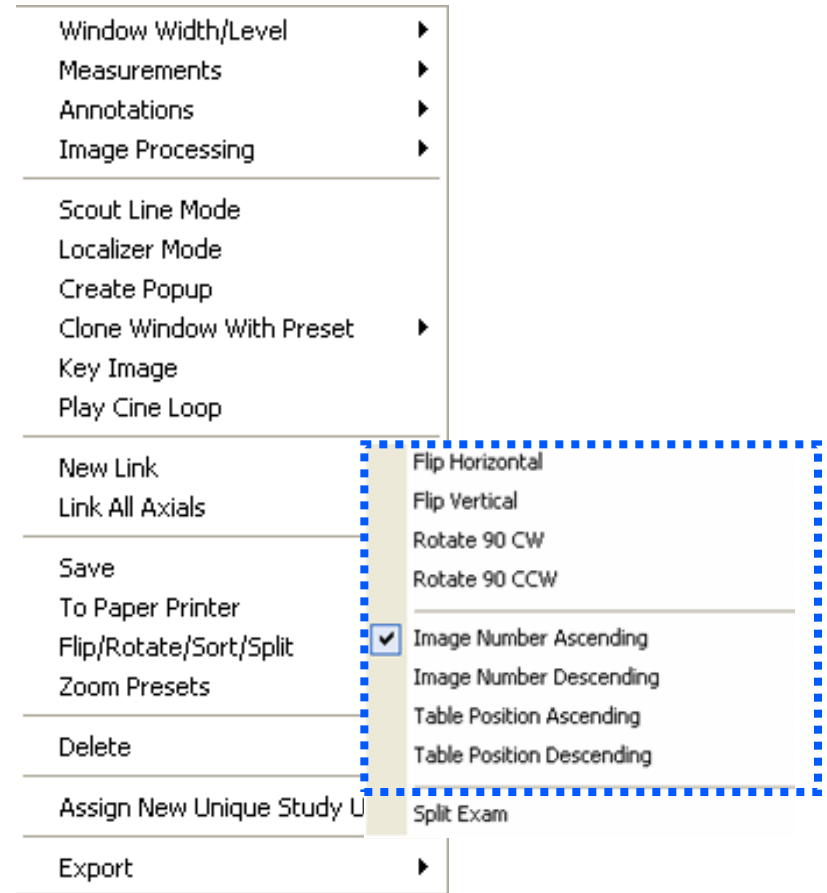 Window Width/Level
Measurements
Annotations
Image Processing
Scout Line Mode
Localizer Mode
Create Popup
Clone Window With Preset
Key Image
Play Cine Loop
New Link
Link All Axials
Save
To Paper Printer
Flip/Rotate/Sort/Split
Zoom Presets
Delete
Assign New Unique Study U
Export
Flip Horizontal
Flip Vertical
Rotate 90 CW
Rotate 90 CCW
Image Number Ascending
Image Number Descending
Table Position Ascending
Table Position Descending
Split Exam